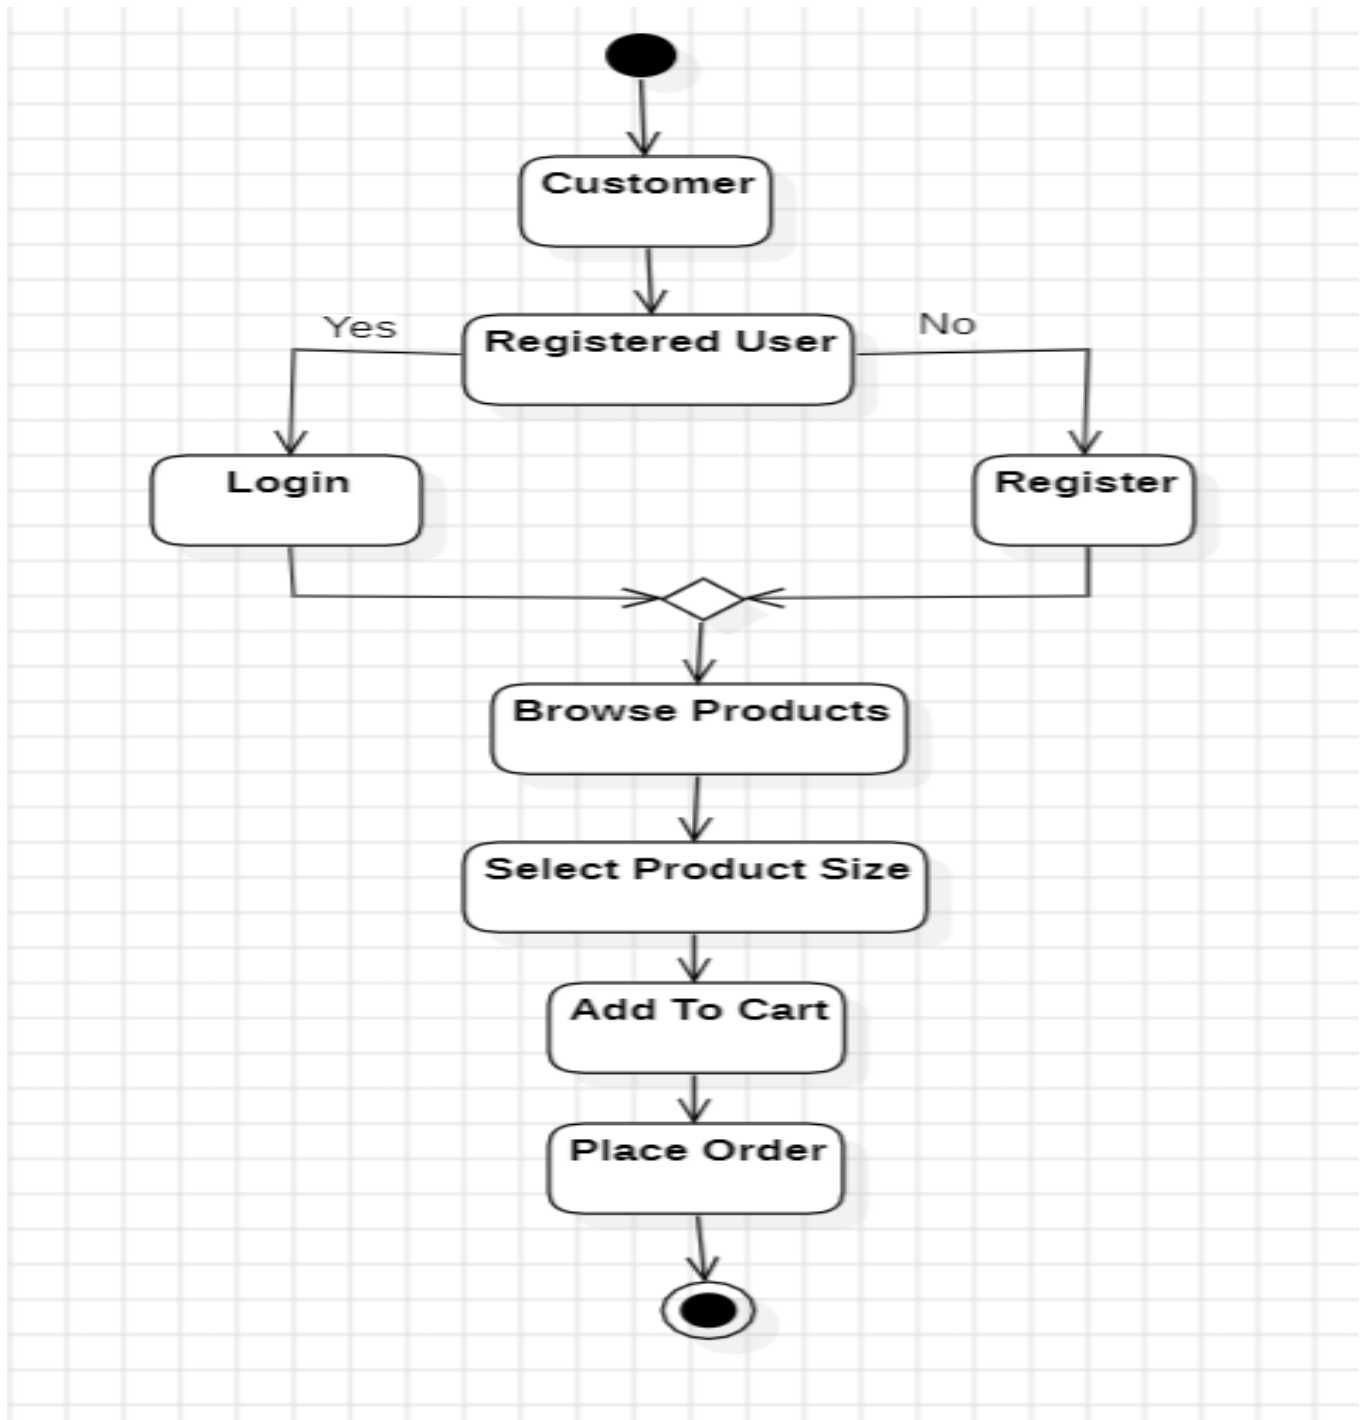 Customer
Yes
Registered User
No
Login
Register
Browse Products
Select Product Size
Add To Cart
Place Order